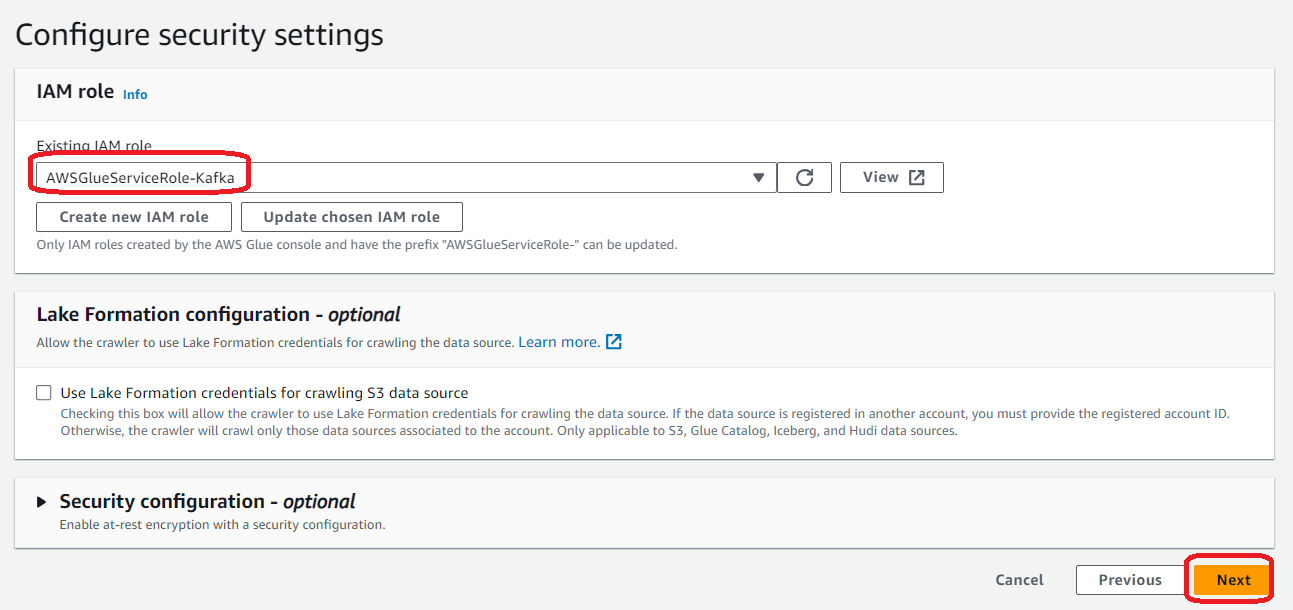 Configure security settings
IAM role Info
Existing IAM role
AWSGlueServiceRole-Kafka
View
Create new IAM role Update chosen IAM role
Only IAM roles created by the AWS Glue console and have the prefix "AWSGlueServiceRole-" can be updated.
Lake Formation configuration - optional
Allow the crawler to use Lake Formation credentials for crawling the data source. Learn more.
Use Lake Formation credentials for crawling S3 data source
Checking this box will allow the crawler to use Lake Formation credentials for crawling the data source. If the data source is registered in another account, you must provide the registered account ID.
Otherwise, the crawler will crawl only those data sources associated to the account. Only applicable to S3, Glue Catalog, Iceberg, and Hudi data sources.
Security configuration - optional
Enable at-rest encryption with a security configuration.
Cancel Previous Next